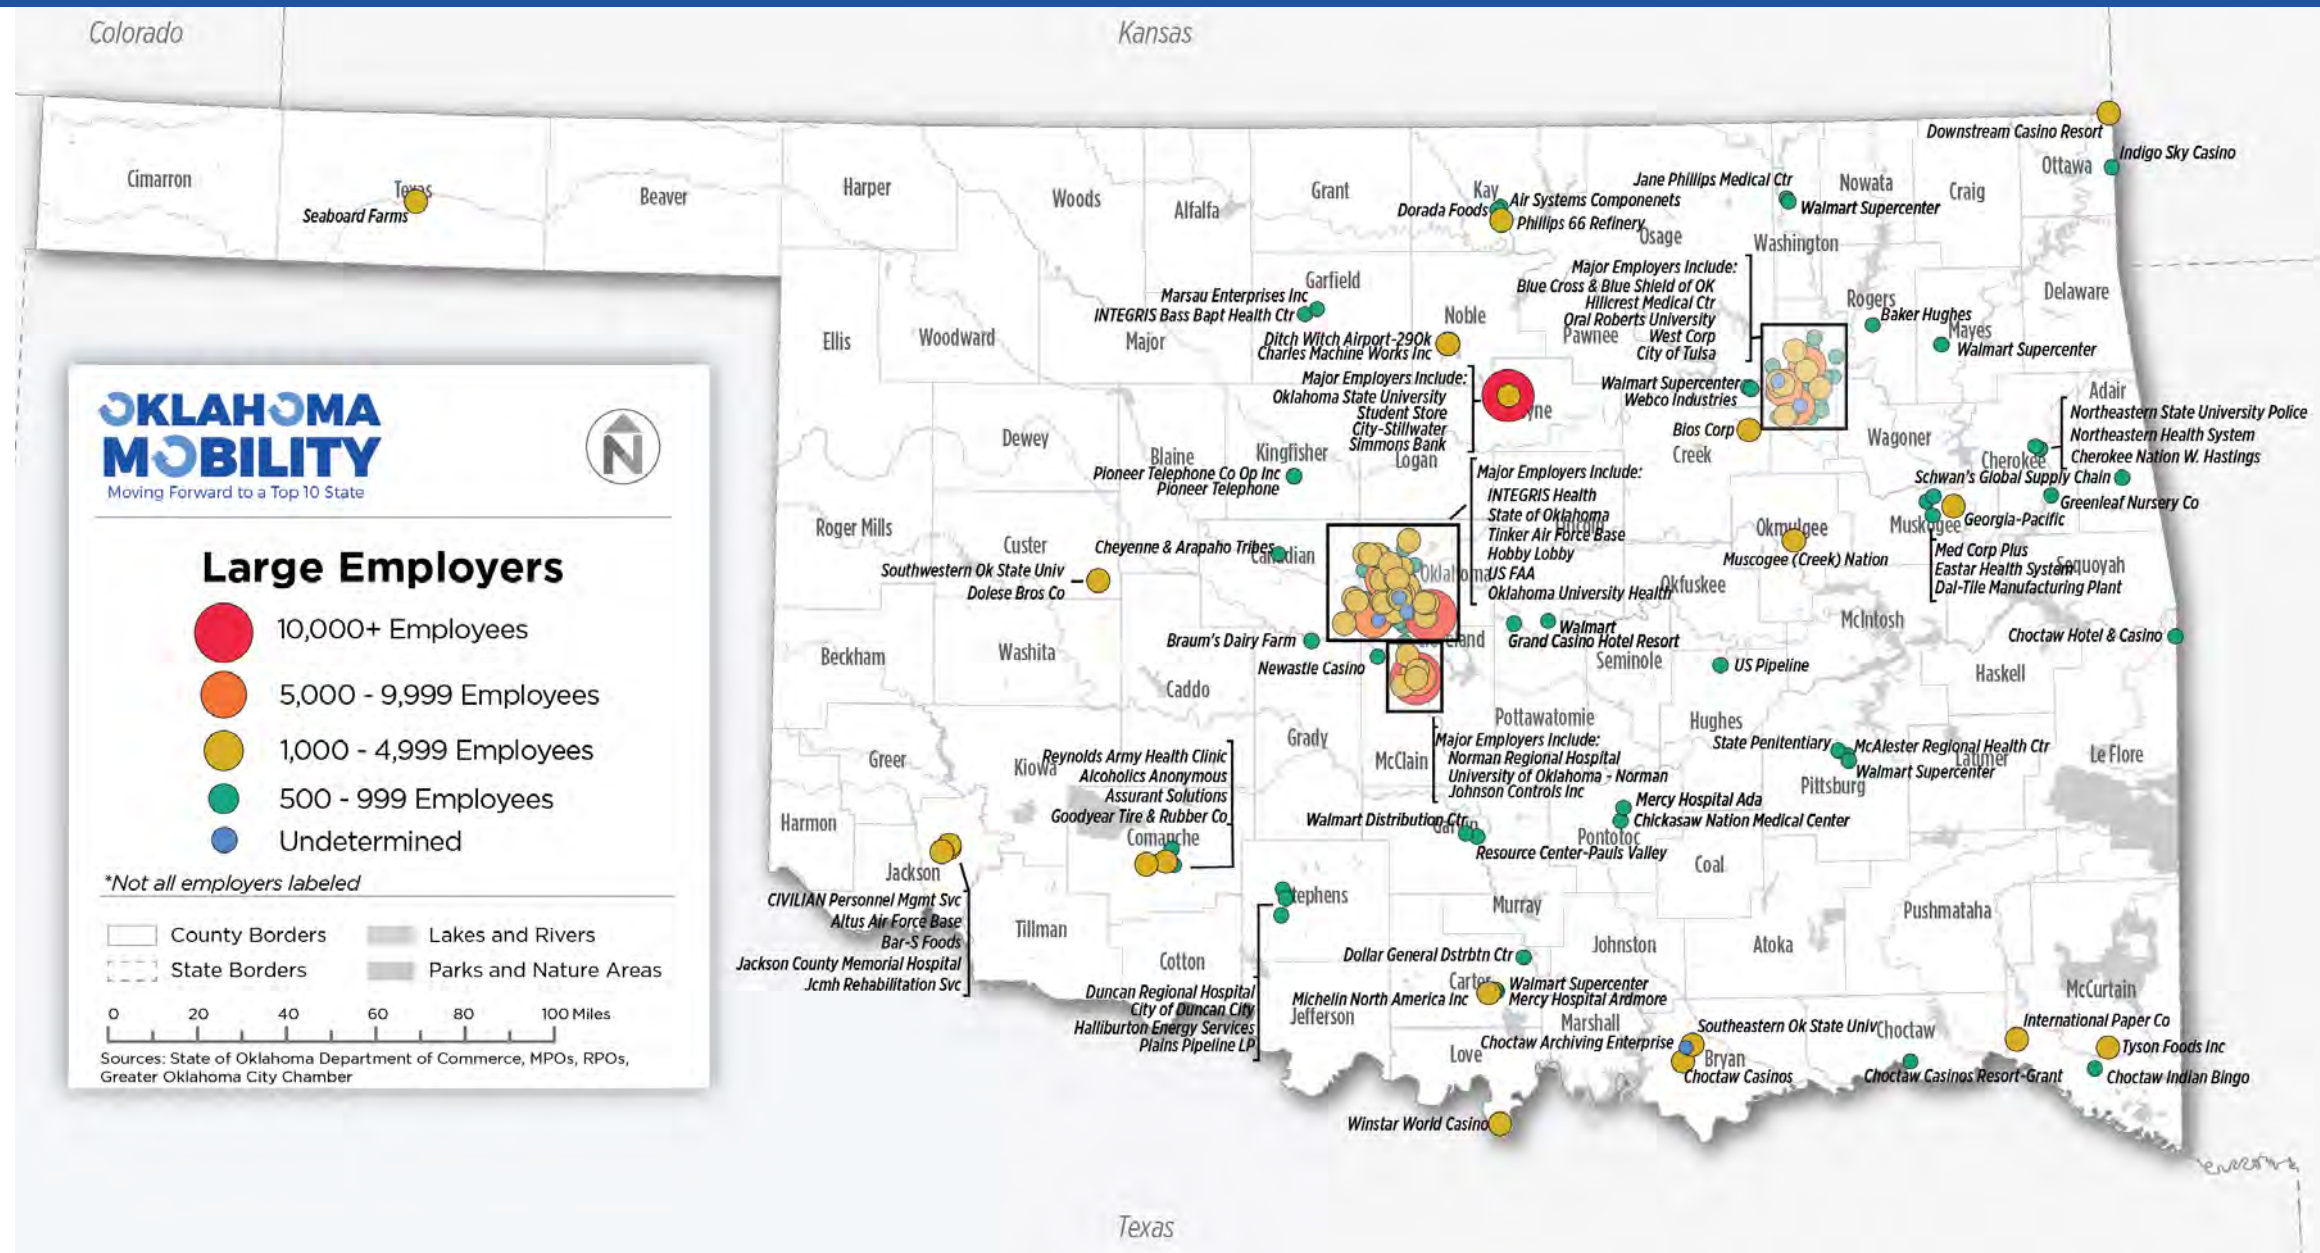 Colorado
Kansas
Downstream Casino Resort
Indigo Sky Casino
Ottawa
Cimarron
Texas
Seaboard Farms
Beaver
Harper
Woods
Alfalfa
Grant
Kay
Air Systems Componenets
Dorada Foods
Phillips 66 Refinery
Osage
Jane Phillips Medical Ctr
Walmart Supercenter
Nowata
Craig
Washington
Major Employers Include:
Blue Cross & Blue Shield of OK
Hillcrest Medical Ctr
Oral Roberts University
West Corp
City of Tulsa
Pawnee
Rogers
Baker Hughes
Mayes
Walmart Supercenter
Delaware
Garfield
Marsau Enterprises Inc
INTEGRIS Bass Bapt Health Ctr
Noble
Ditch Witch Airport-290k
Charles Machine Works Inc
Ellis
Woodward
Major
Major Employers Include:
Oklahoma State University
Student Store
City-Stillwater
Simmons Bank
yne
Walmart Supercenter
Webco Industries
Bios Corp
Creek
Wagoner
Adair
Northeastern State University Police
Northeastern Health System
Cherokee Nation W. Hastings
Cherokee
Schwan's Global Supply Chain
Greenleaf Nursery Co
Georgia-Pacific
Muskogee
Med Corp Plus
Eastar Health System
Dal-Tile Manufacturing Plant
Sequoyah
Dewey
Blaine
Kingfisher
Logan
Pioneer Telephone Co Op Inc
Pioneer Telephone
Major Employers Include:
INTEGRIS Health
State of Oklahoma
Tinker Air Force Base
Hobby Lobby
US FAA
Oklahoma University Health
Lincoln
Oklahoma
Okfuskee
Okmulgee
Muscogee (Creek) Nation
Roger Mills
Custer
Cheyenne & Arapaho Tribes
Canadian
Southwestern Ok State Univ
Dolese Bros Co
McIntosh
Choctaw Hotel & Casino
Beckham
Washita
Caddo
Braum's Dairy Farm
Newcastle Casino
eland
Walmart
Grand Casino Hotel Resort
Seminole
US Pipeline
Haskell
Pottawatomie
Hughes
State Penitentiary
McAlester Regional Health Ctr
Walmart Supercenter
Latimer
Pittsburg
Le Flore
Greer
Kiowa
Grady
McClain
Major Employers Include:
Norman Regional Hospital
University of Oklahoma - Norman
Johnson Controls Inc
Reynolds Army Health Clinic
Alcoholics Anonymous
Assurant Solutions
Goodyear Tire & Rubber Co
Comanche
Harmon
Jackson
Walmart Distribution Ctr
Garvin
Resource Center-Pauls Valley
Mercy Hospital Ada
Chickasaw Nation Medical Center
Pontotoc
Coal
CIVILIAN Personnel Mgmt Svc
Altus Air Force Base
Bar-S Foods
Jackson County Memorial Hospital
Jcmh Rehabilitation Svc
Tillman
Cotton
tephens
Duncan Regional Hospital
City of Duncan City
Halliburton Energy Services
Plains Pipeline LP
Murray
Johnston
Atoka
Pushmataha
Dollar General Dstrbtn Ctr
Carter
Walmart Supercenter
Michelin North America Inc
Mercy Hospital Ardmore
Jefferson
Marshall
Love
Choctaw Archiving Enterprise
Southeastern Ok State Univ
Choctaw
Bryan
Choctaw Casinos
Choctaw Casinos Resort-Grant
McCurtain
International Paper Co
Tyson Foods Inc
Choctaw Indian Bingo
Winstar World Casino
Texas
OKLAHOMA
MOBILITY
Moving Forward to a Top 10 State
N
Large Employers
10,000+ Employees
5,000 - 9,999 Employees
1,000 - 4,999 Employees
500 - 999 Employees
Undetermined
*Not all employers labeled
County Borders
Lakes and Rivers
State Borders
Parks and Nature Areas
0 20 40 60 80 100 Miles
Sources: State of Oklahoma Department of Commerce, MPOs, RPOs,
Greater Oklahoma City Chamber